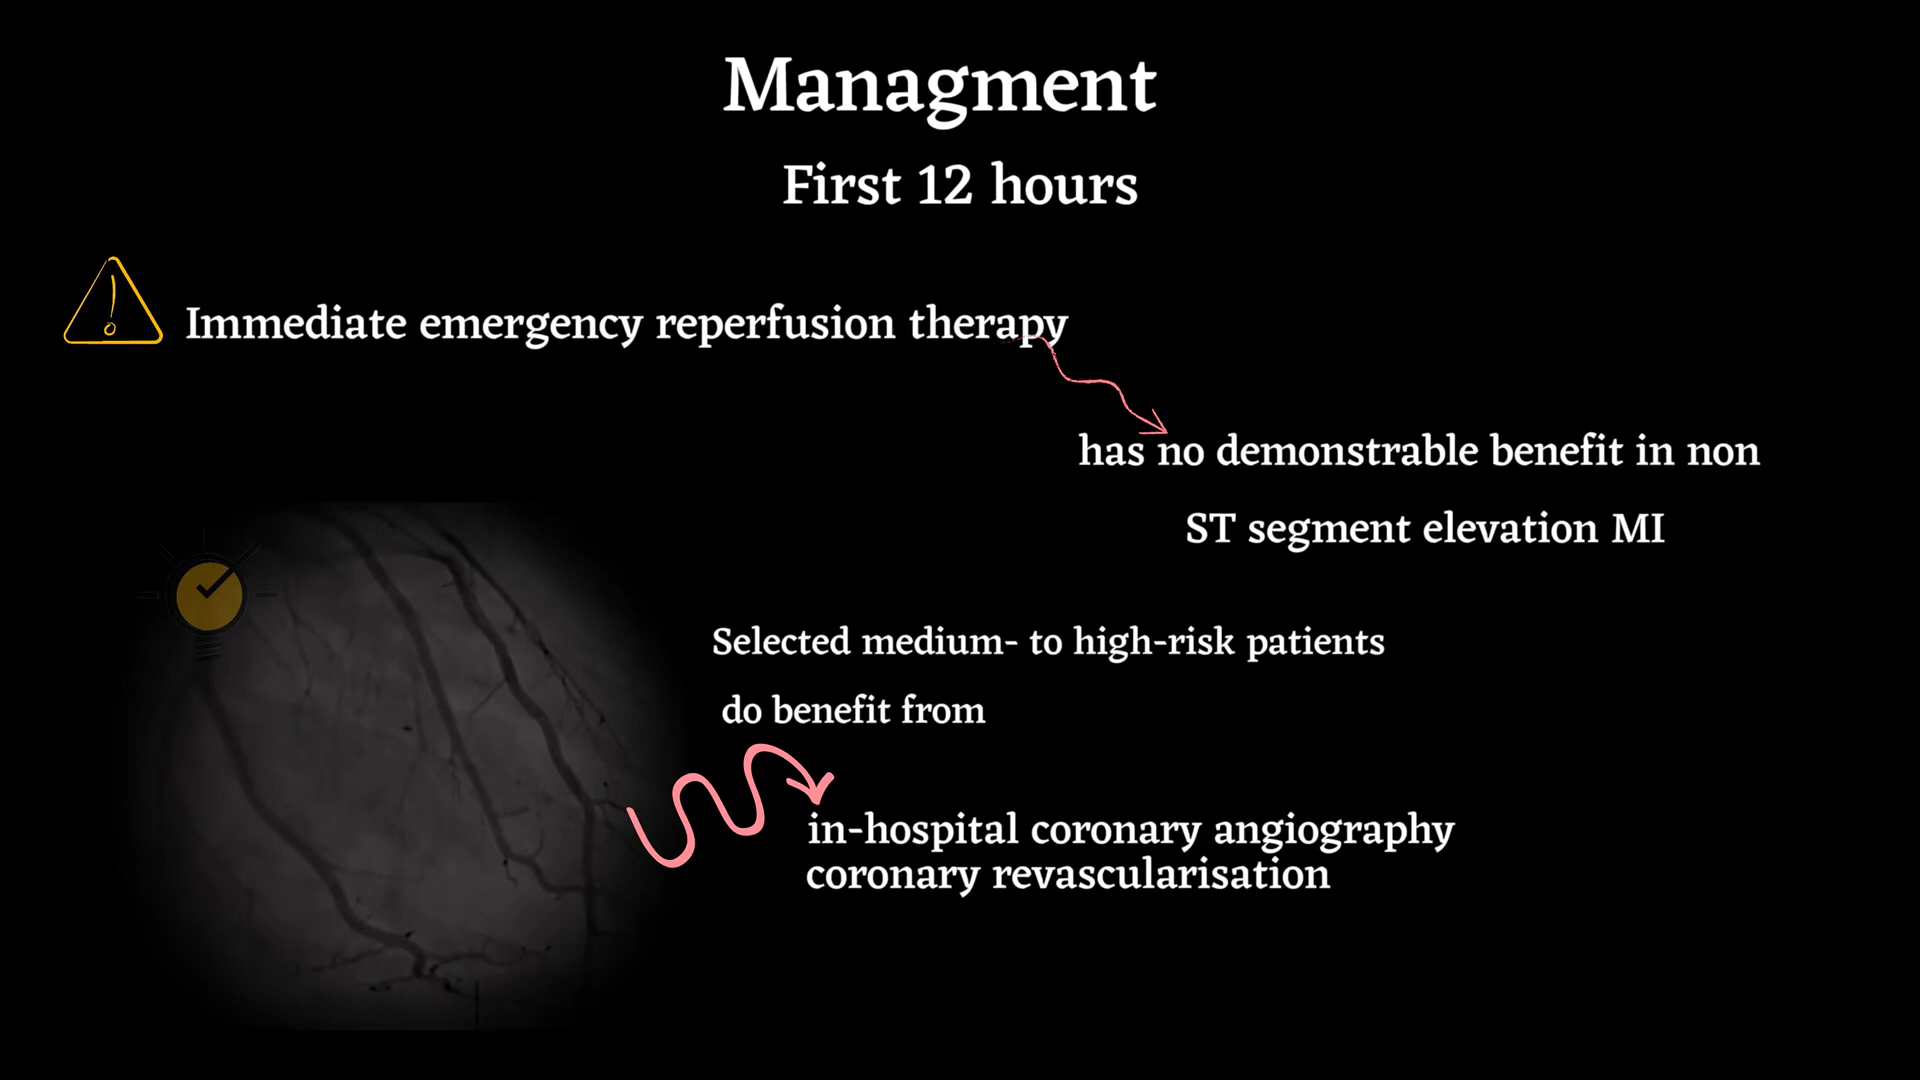 Managment
First 12 hours
Immediate emergency reperfusion therapy
has no demonstrable benefit in non
ST segment elevation MI
Selected medium- to high-risk patients
do benefit from
in-hospital coronary angiography
coronary revascularisation